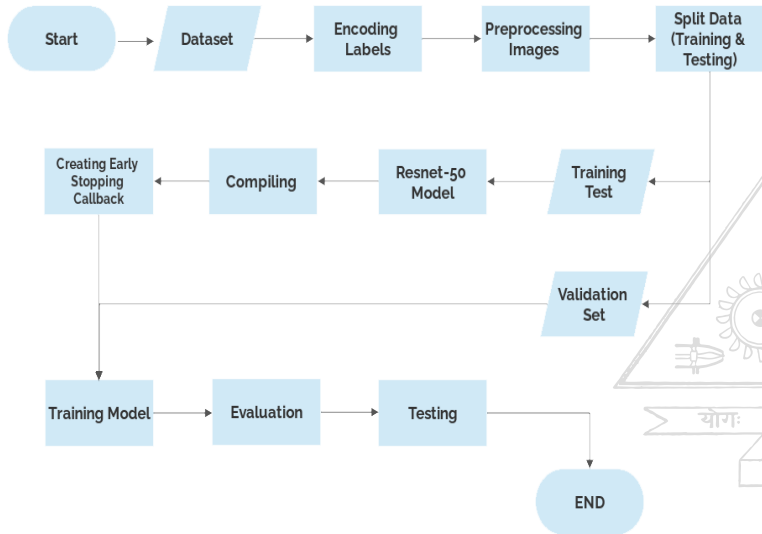 Start
Dataset
Encoding
Labels
Preprocessing
Images
Split Data
(Training &
Testing)
Creating Early
Stopping
Callback
Compiling
Resnet-50
Model
Training
Test
Validation
Set
Training Model
Evaluation
Testing
योगः
END